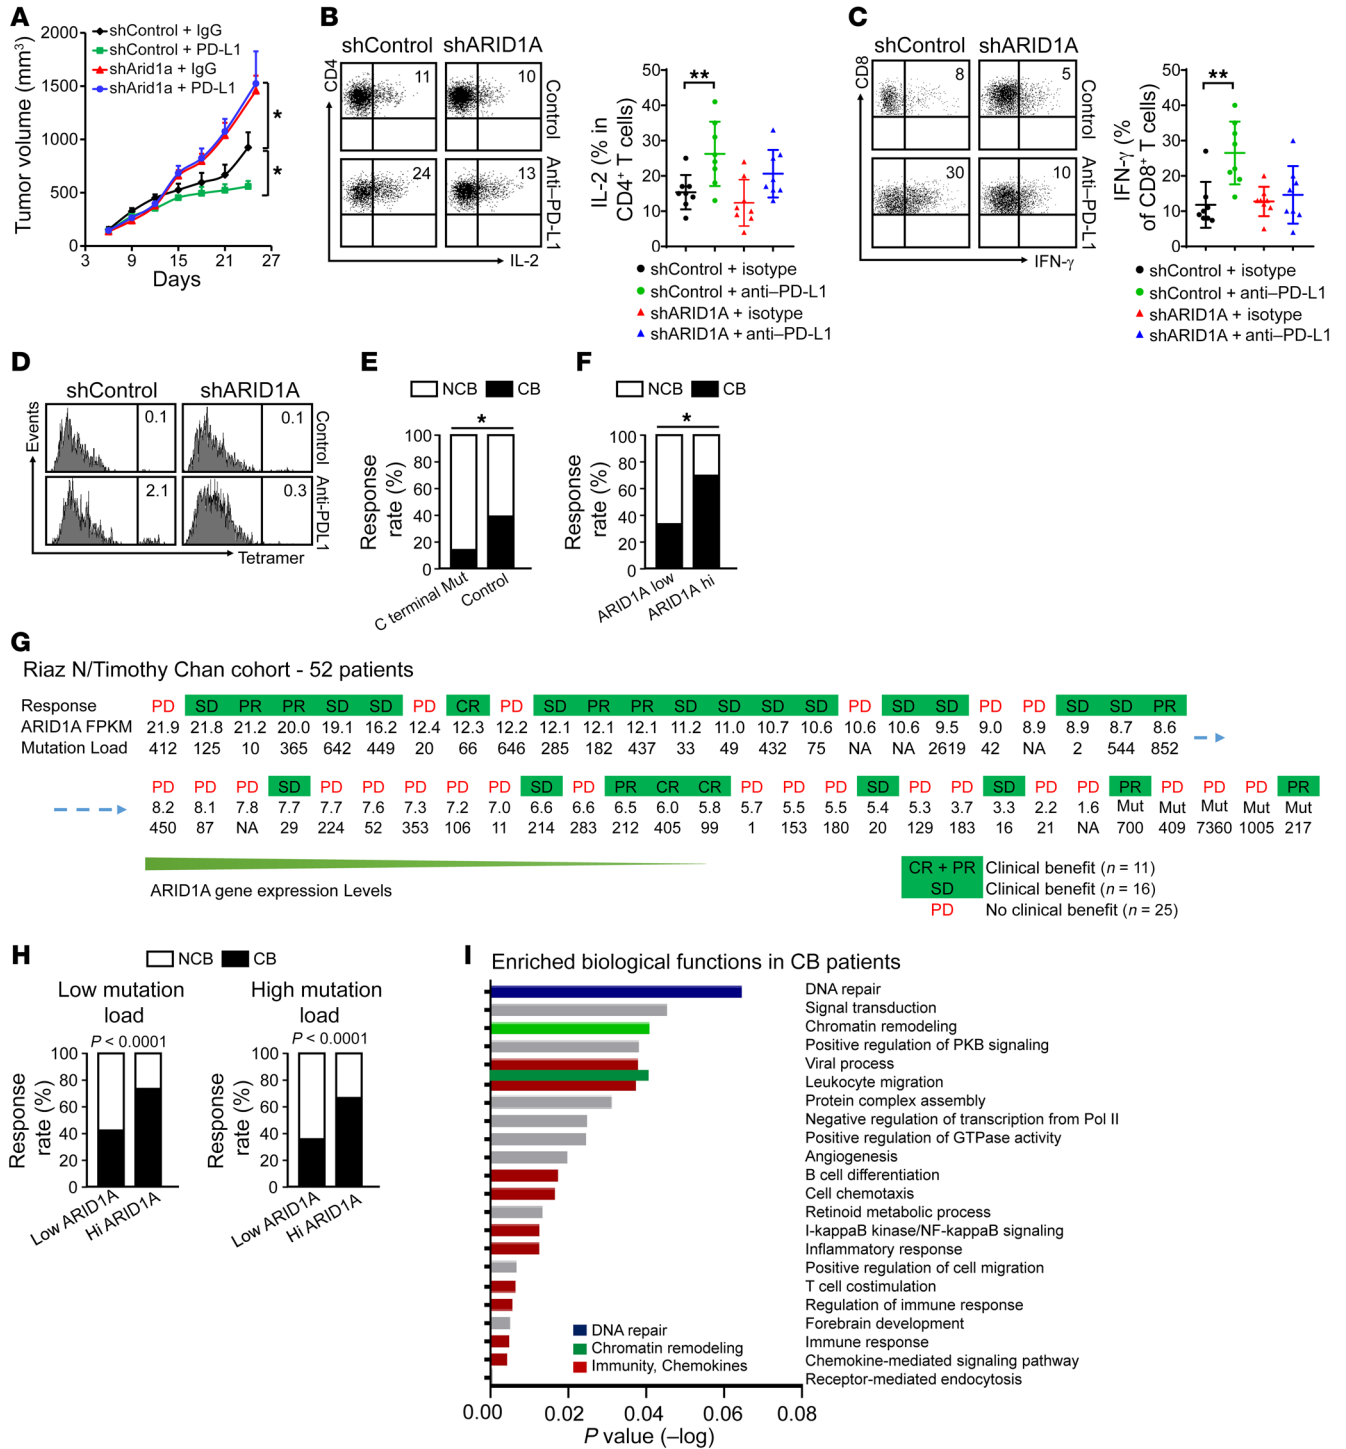 A
Tumor volume (mm³)
2000
1500
1000
500
0
3 9 15 21 27
Days
shControl + IgG
shControl + PD-L1
shArid1a + IgG
shArid1a + PD-L1
*
*
B
shControl shARID1A
CD4
11 10
Control
24 13
Anti-PD-L1
IL-2
IL-2 (% in
CD4⁺ T cells)
50
40
30
20
10
0
**
shControl + isotype
shControl + anti–PD-L1
shARID1A + isotype
shARID1A + anti–PD-L1
C
shControl shARID1A
CD8
8 5
Control
30 10
Anti-PD-L1
IFN-γ
IFN-γ (%
of CD8⁺ T cells)
50
40
30
20
10
0
**
shControl + isotype
shControl + anti–PD-L1
shARID1A + isotype
shARID1A + anti–PD-L1
D
shControl shARID1A
Events
0.1 0.1
Control
2.1 0.3
Anti-PDL1
Tetramer
E
NCB CB
*
Response
rate (%)
100
80
60
40
20
0
C terminal Mut
Control
F
NCB CB
*
Response
rate (%)
100
80
60
40
20
0
ARID1A low
ARID1A hi
G
Riaz N/Timothy Chan cohort - 52 patients
Response PD SD PR PR SD SD PD CR PD SD PR PR SD SD SD SD PD SD SD PD PD SD SD PR
ARID1A FPKM 21.9 21.8 21.2 20.0 19.1 16.2 12.4 12.3 12.2 12.1 12.1 12.1 11.2 11.0 10.7 10.6 10.6 10.6 9.5 9.0 8.9 8.9 8.7 8.6
Mutation Load 412 125 10 365 642 449 20 66 646 285 182 437 33 49 432 75 NA NA 2619 42 NA 2 544 852
PD PD PD SD PD PD PD PD PD SD PD PR CR CR PD PD PD SD PD PD SD PD PD PR PD PD PD PR
8.2 8.1 7.8 7.7 7.7 7.6 7.3 7.2 7.0 6.6 6.6 6.5 6.0 5.8 5.7 5.5 5.5 5.4 5.3 3.7 3.3 2.2 1.6 Mut Mut Mut Mut Mut
450 87 NA 29 224 52 353 106 11 214 283 212 405 99 1 153 180 20 129 183 16 21 NA 700 409 7360 1005 217
ARID1A gene expression Levels
CR + PR Clinical benefit (n = 11)
SD Clinical benefit (n = 16)
PD No clinical benefit (n = 25)
H
NCB CB
Low mutation
load
P < 0.0001
Response
rate (%)
100
80
60
40
20
0
Low ARID1A
Hi ARID1A
High mutation
load
P < 0.0001
Response
rate (%)
100
80
60
40
20
0
Low ARID1A
Hi ARID1A
I
Enriched biological functions in CB patients
DNA repair
Signal transduction
Chromatin remodeling
Positive regulation of PKB signaling
Viral process
Leukocyte migration
Protein complex assembly
Negative regulation of transcription from Pol II
Positive regulation of GTPase activity
Angiogenesis
B cell differentiation
Cell chemotaxis
Retinoid metabolic process
I-kappaB kinase/NF-kappaB signaling
Inflammatory response
Positive regulation of cell migration
T cell costimulation
Regulation of immune response
Forebrain development
Immune response
Chemokine-mediated signaling pathway
Receptor-mediated endocytosis
DNA repair
Chromatin remodeling
Immunity, Chemokines
0.00 0.02 0.04 0.06 0.08
P value (–log)